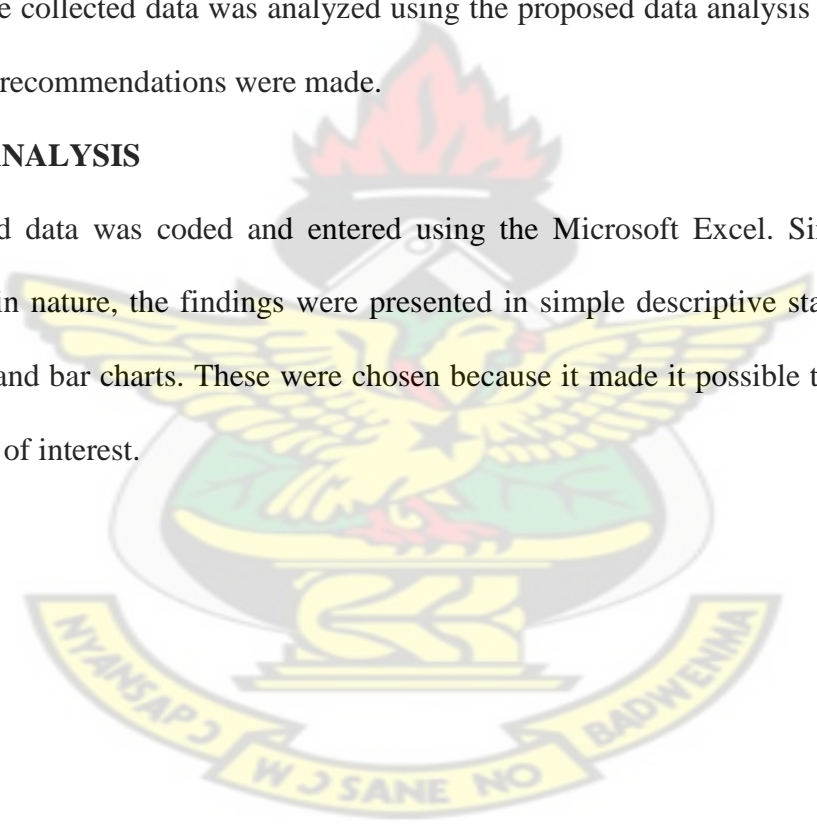 e collected data was analyzed using the proposed data analysis
recommendations were made.
NALYSIS
d data was coded and entered using the Microsoft Excel. Si
in nature, the findings were presented in simple descriptive sta
and bar charts. These were chosen because it made it possible t
of interest.
NYANSAPƆ
WƆSANE NO
BADWENMA